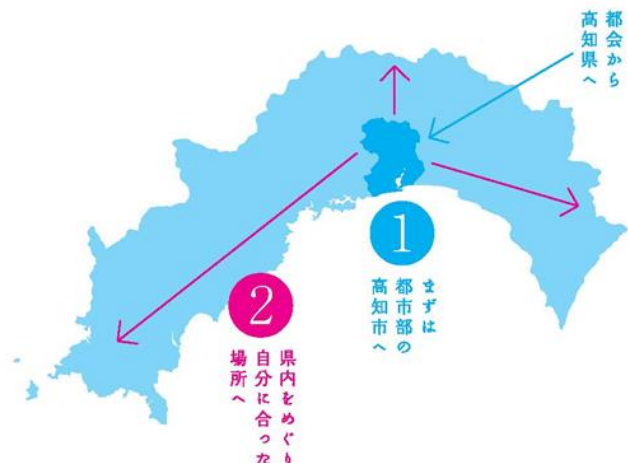 都会から
高知県へ
1
まずは
都市部の
高知市へ
2
県内をめぐり
自分に合った
場所へ